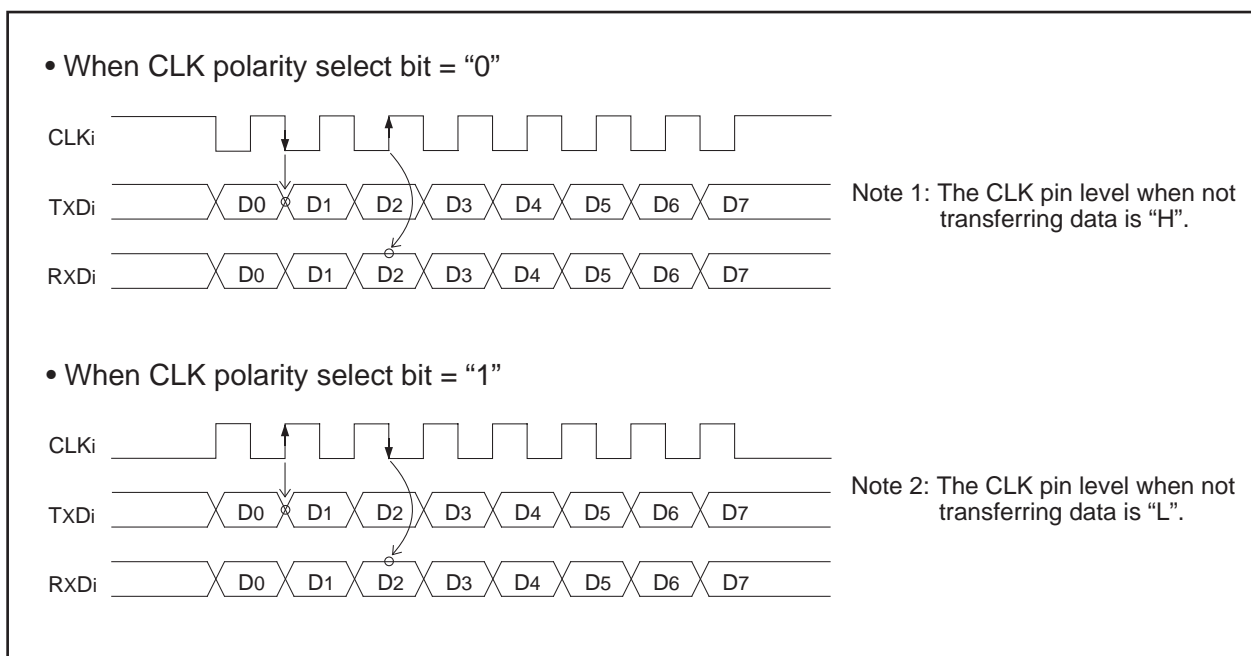 • When CLK polarity select bit = “0”
CLKi
TXDi D0 D1 D2 D3 D4 D5 D6 D7
RXDi D0 D1 D2 D3 D4 D5 D6 D7
Note 1: The CLK pin level when not
transferring data is “H”.
• When CLK polarity select bit = “1”
CLKi
TXDi D0 D1 D2 D3 D4 D5 D6 D7
RXDi D0 D1 D2 D3 D4 D5 D6 D7
Note 2: The CLK pin level when not
transferring data is “L”.